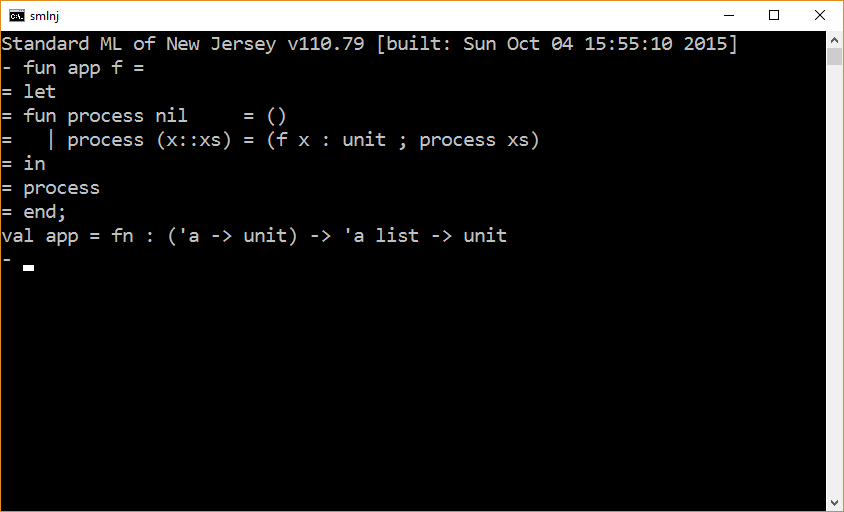 smlnj
Standard ML of New Jersey v110.79 [built: Sun Oct 04 15:55:10 2015]
- fun app f =
= let
= fun process nil     = ()
=   | process (x::xs) = (f x : unit ; process xs)
= in
= process
= end;
val app = fn : ('a -> unit) -> 'a list -> unit
-